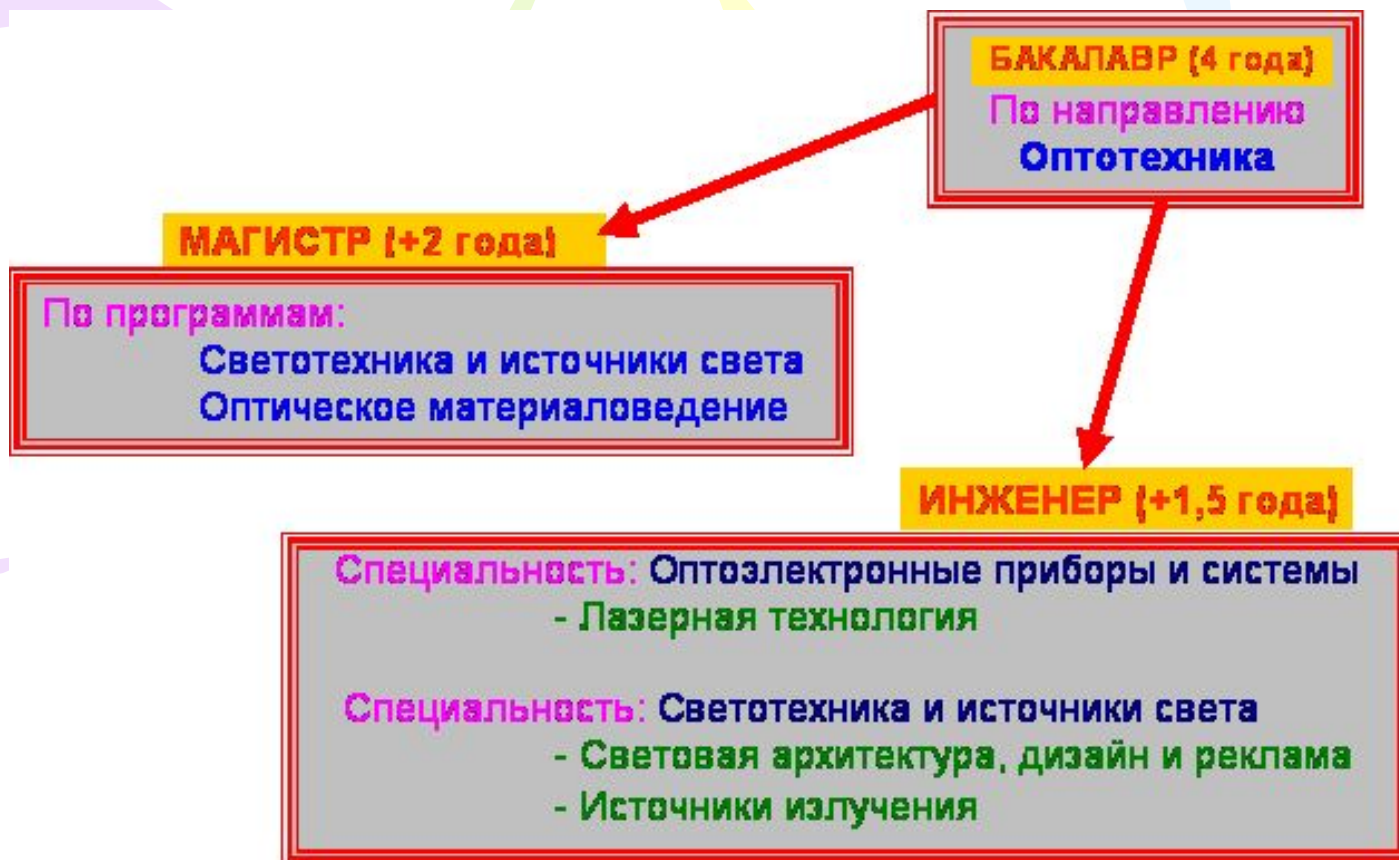 БАКАЛАВР (4 года)
По направлению
Оптотехника
МАГИСТР (+2 года)
По программам:
Светотехника и источники света
Оптическое материаловедение
ИНЖЕНЕР (+1,5 года)
Специальность: Оптоэлектронные приборы и системы
- Лазерная технология
Специальность: Светотехника и источники света
- Световая архитектура, дизайн и реклама
- Источники излучения